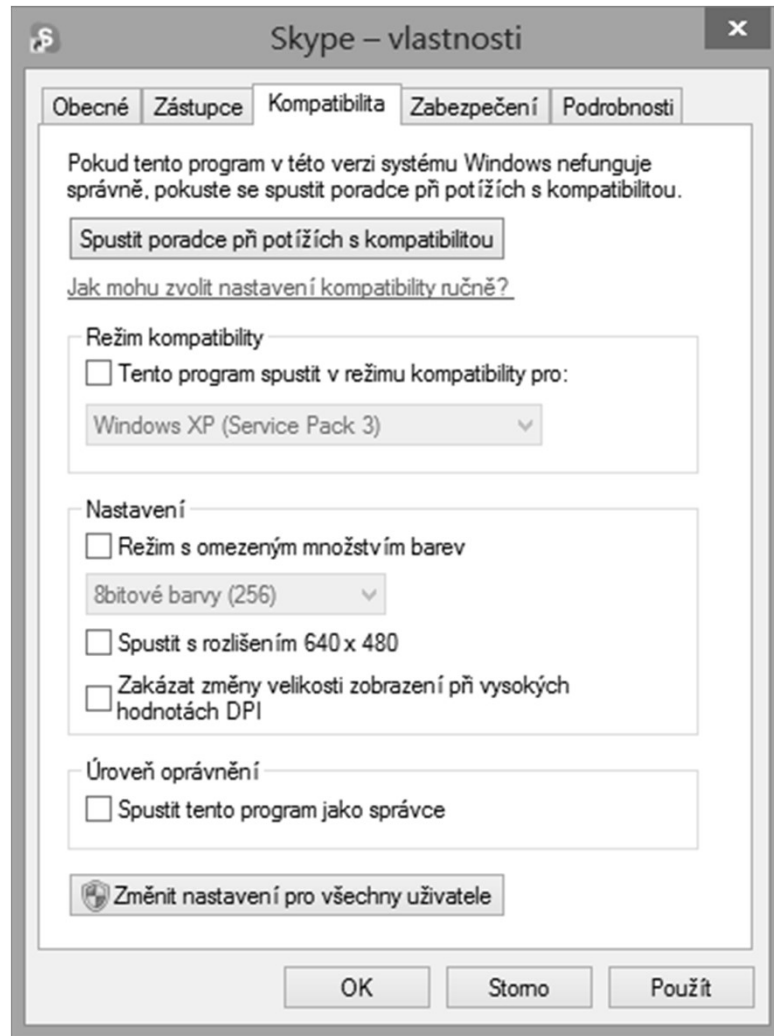 Skype – vlastnosti
Obecné Zástupce Kompatibilita Zabezpečení Podrobnosti
Pokud tento program v této verzi systému Windows nefunguje
správně, pokuste se spustit poradce při potížích s kompatibilitou.
Spustit poradce při potížích s kompatibilitou
Jak mohu zvolit nastavení kompatibility ručně?
Režim kompatibility
Tento program spustit v režimu kompatibility pro:
Windows XP (Service Pack 3)
Nastavení
Režim s omezeným množstvím barev
8bitové barvy (256)
Spustit s rozlišením 640 x 480
Zakázat změny velikosti zobrazení při vysokých
hodnotách DPI
Úroveň oprávnění
Spustit tento program jako správce
Změnit nastavení pro všechny uživatele
OK Storno Použít